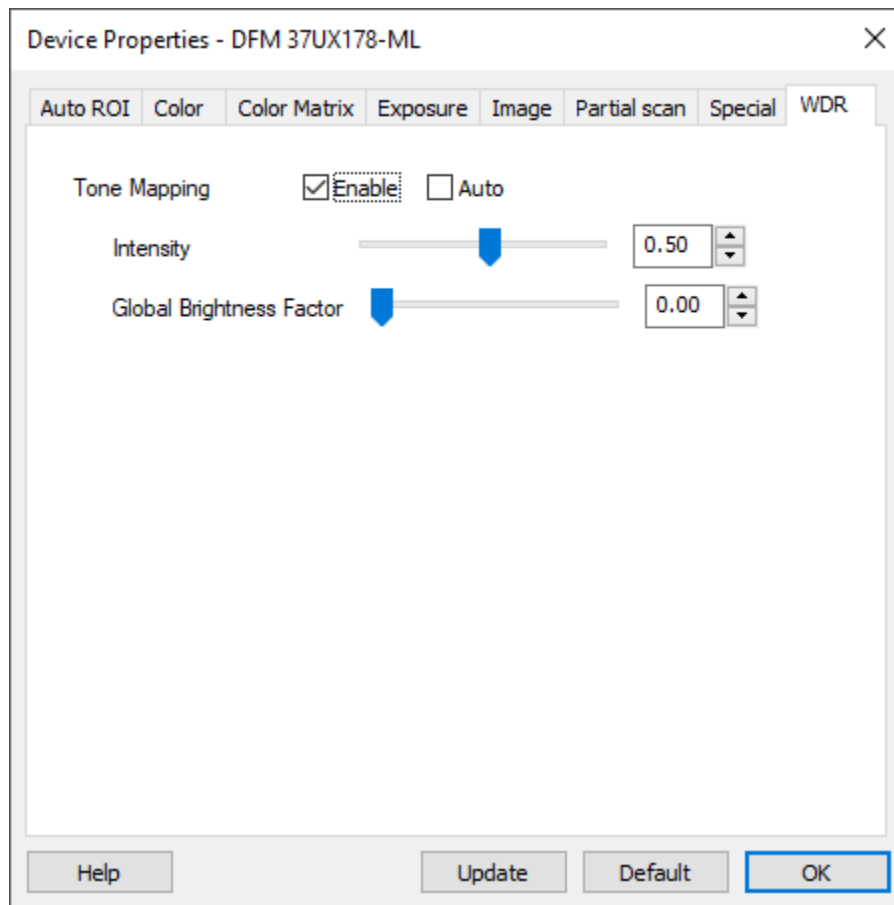 Device Properties - DFM 37UX178-ML
Auto ROI Color Color Matrix Exposure Image Partial scan Special WDR
Tone Mapping Enable Auto
Intensity 0.50
Global Brightness Factor 0.00
Help Update Default OK